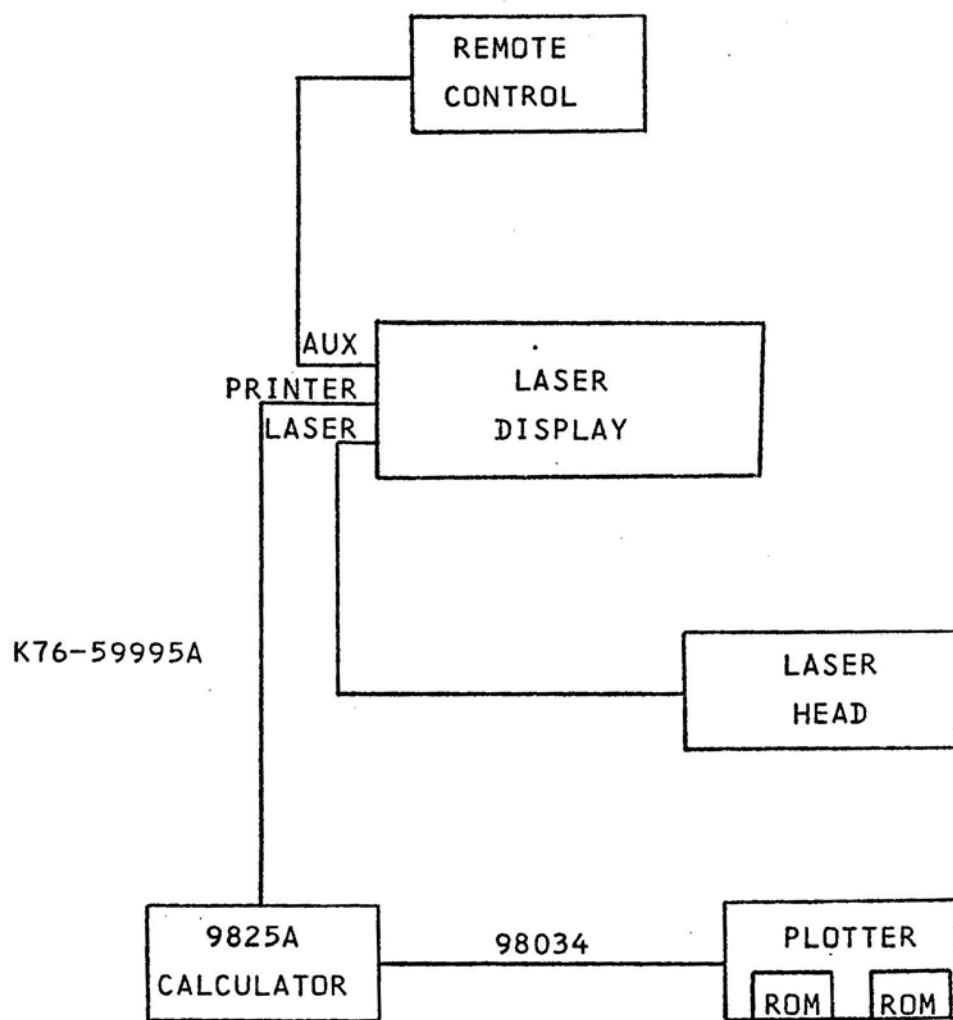 REMOTE
CONTROL
AUX
PRINTER
LASER
LASER
DISPLAY
K76-59995A
LASER
HEAD
9825A
CALCULATOR
98034
PLOTTER
ROM ROM